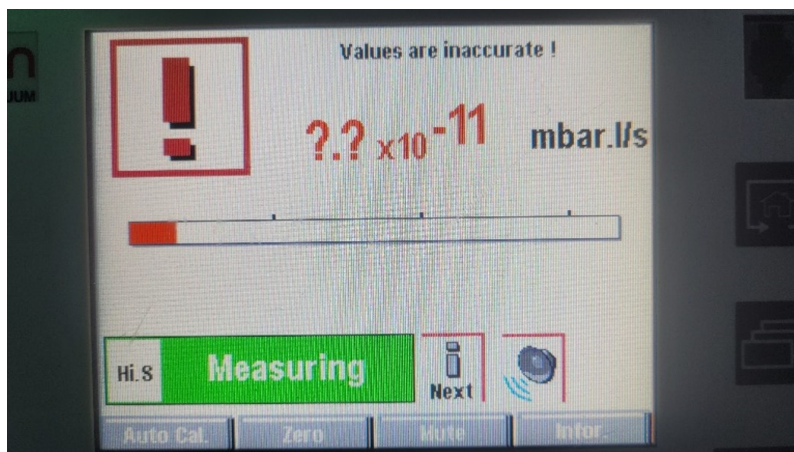 Values are inaccurate !
?.? x10-11 mbar.l/s
Hi.S Measuring
Next
Auto Cal. Zero Mute Infor.